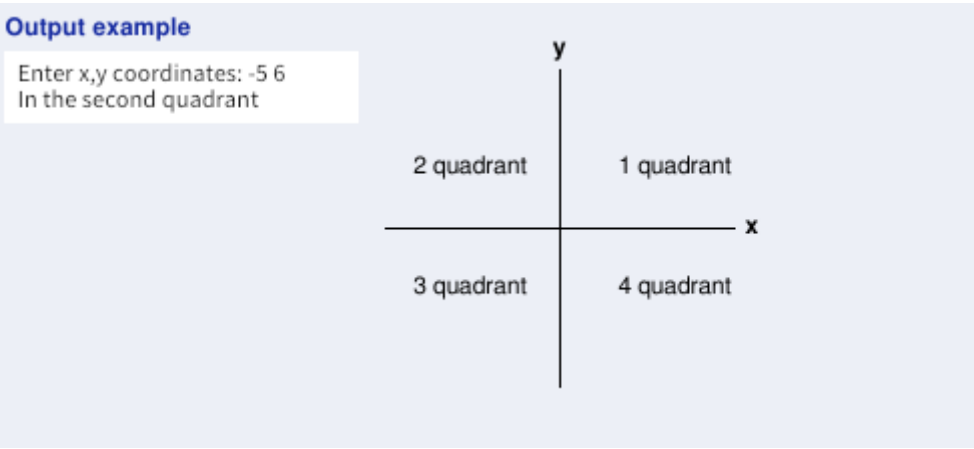 Output example
Enter x,y coordinates: -5 6
In the second quadrant
y
2 quadrant
1 quadrant
x
3 quadrant
4 quadrant